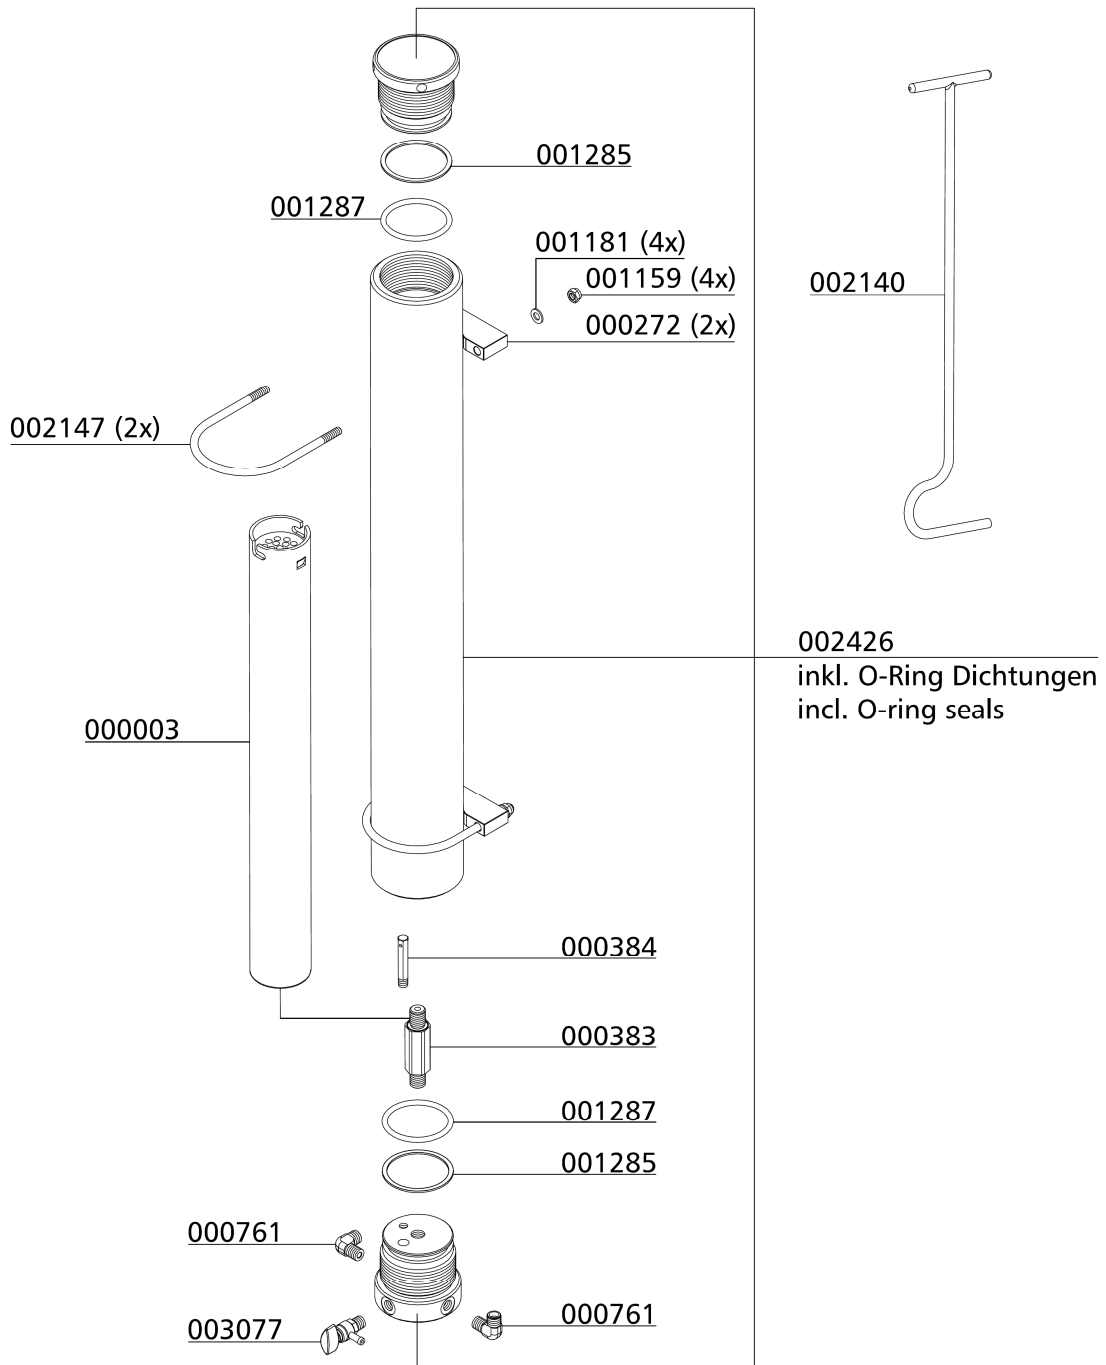 001285
001287
001181 (4x)
001159 (4x)
002140
000272 (2x)
002147 (2x)
002426
inkl. O-Ring Dichtungen
incl. O-ring seals
000003
000384
000383
001287
001285
000761
000761
003077